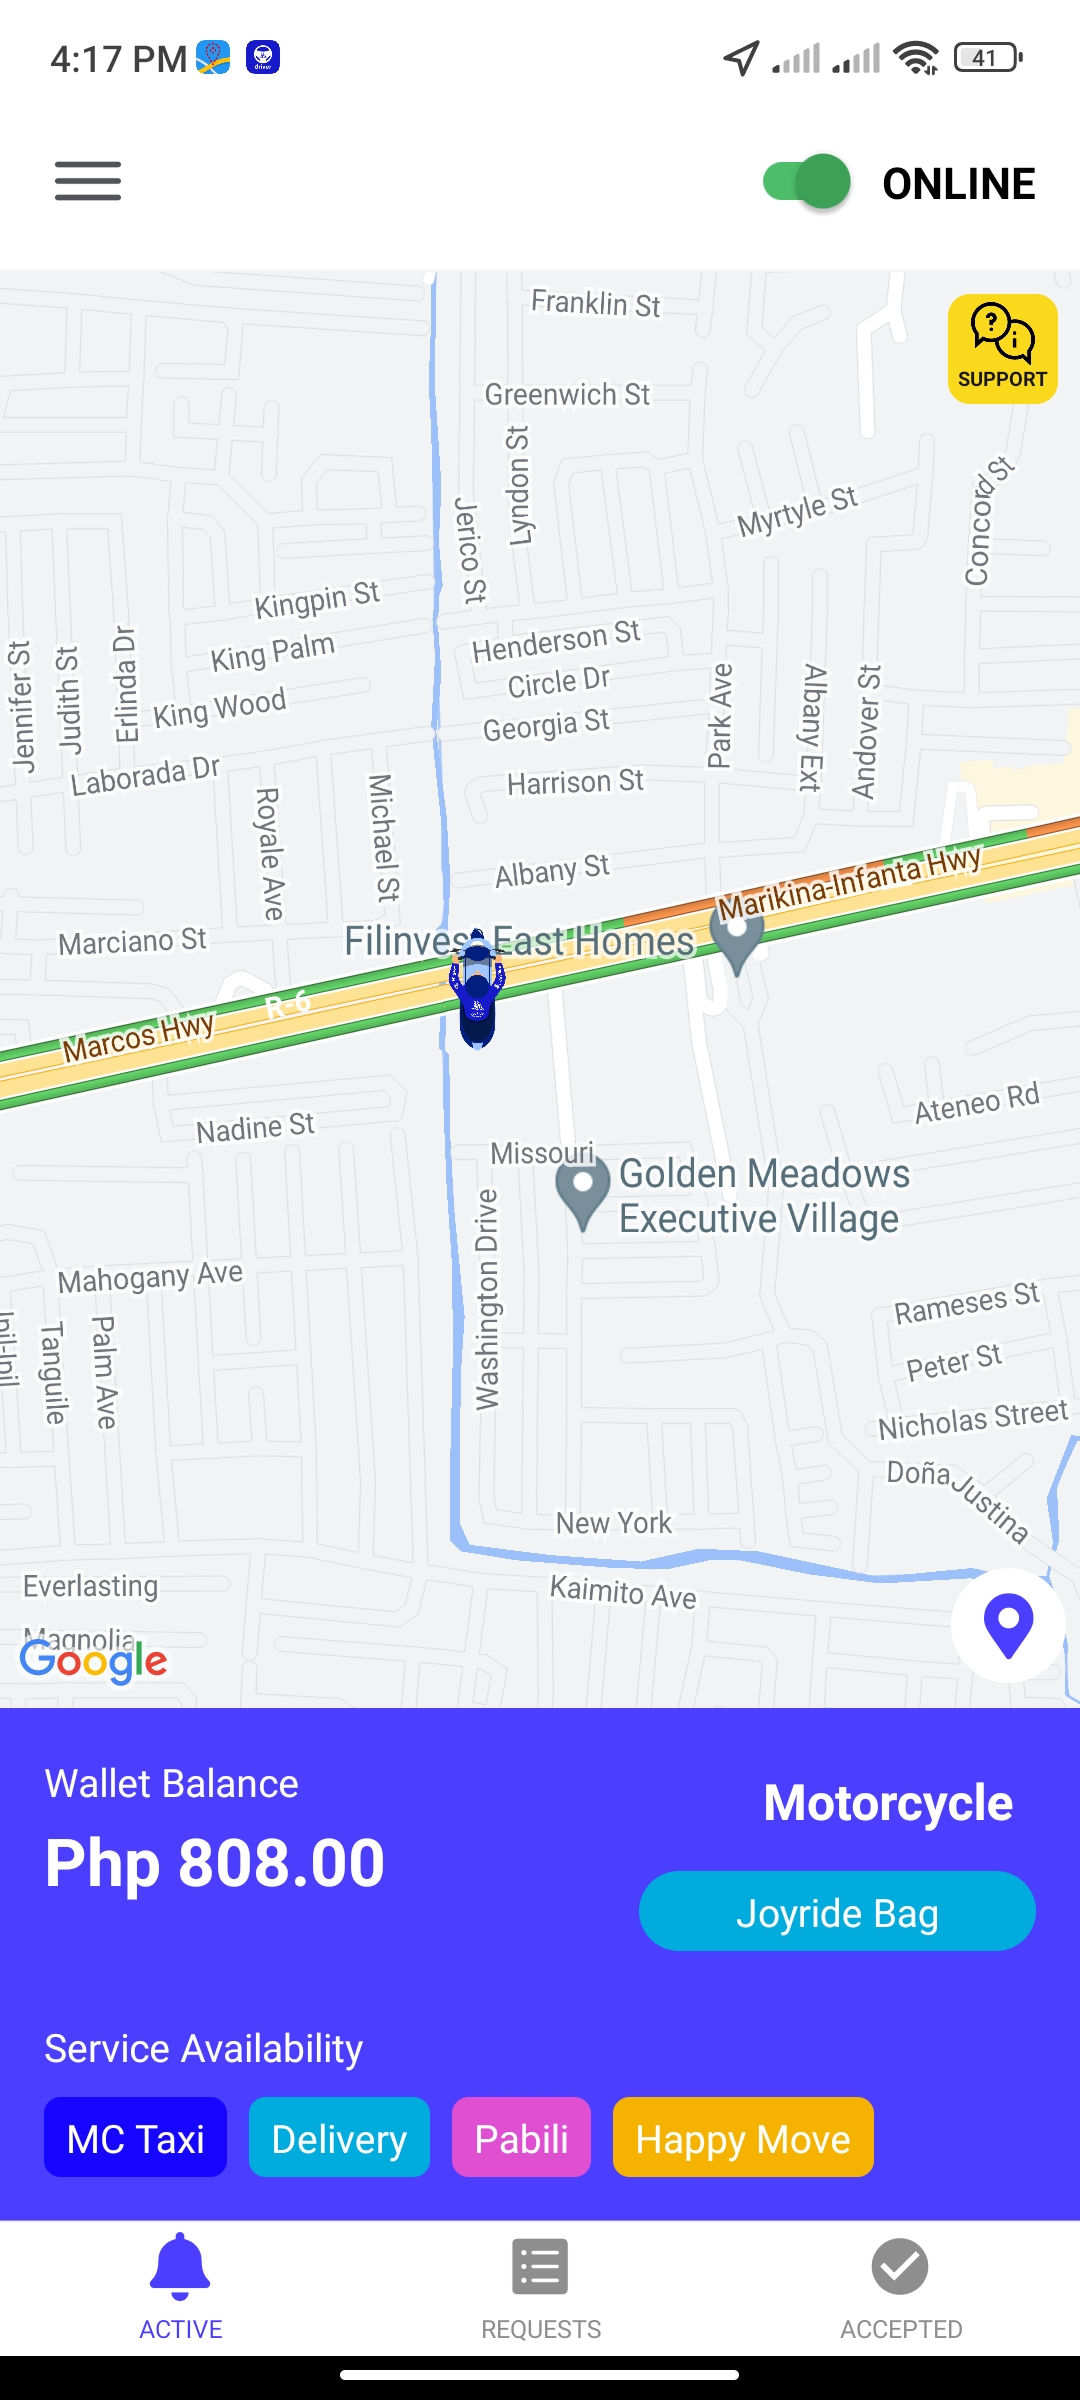 4:17 PM
41
ONLINE
SUPPORT
Franklin St
Greenwich St
Lyndon St
Jerico St
Myrtyle St
Concord St
Kingpin St
King Palm
King Wood
Henderson St
Circle Dr
Georgia St
Harrison St
Jennifer St
Judith St
Erlinda Dr
Laborada Dr
Royale Ave
Michael St
Park Ave
Albany Ext
Andover St
Albany St
Marikina-Infanta Hwy
Marciano St
Filinvest East Homes
R-6
Marcos Hwy
Nadine St
Ateneo Rd
Missouri
Golden Meadows
Executive Village
Washington Drive
Mahogany Ave
Ipil-Ipil
Tanguile
Palm Ave
Rameses St
Peter St
Nicholas Street
Doña Justina
New York
Kaimito Ave
Everlasting
Magnolia
Google
Wallet Balance
Php 808.00
Motorcycle
Joyride Bag
Service Availability
MC Taxi
Delivery
Pabili
Happy Move
ACTIVE
REQUESTS
ACCEPTED